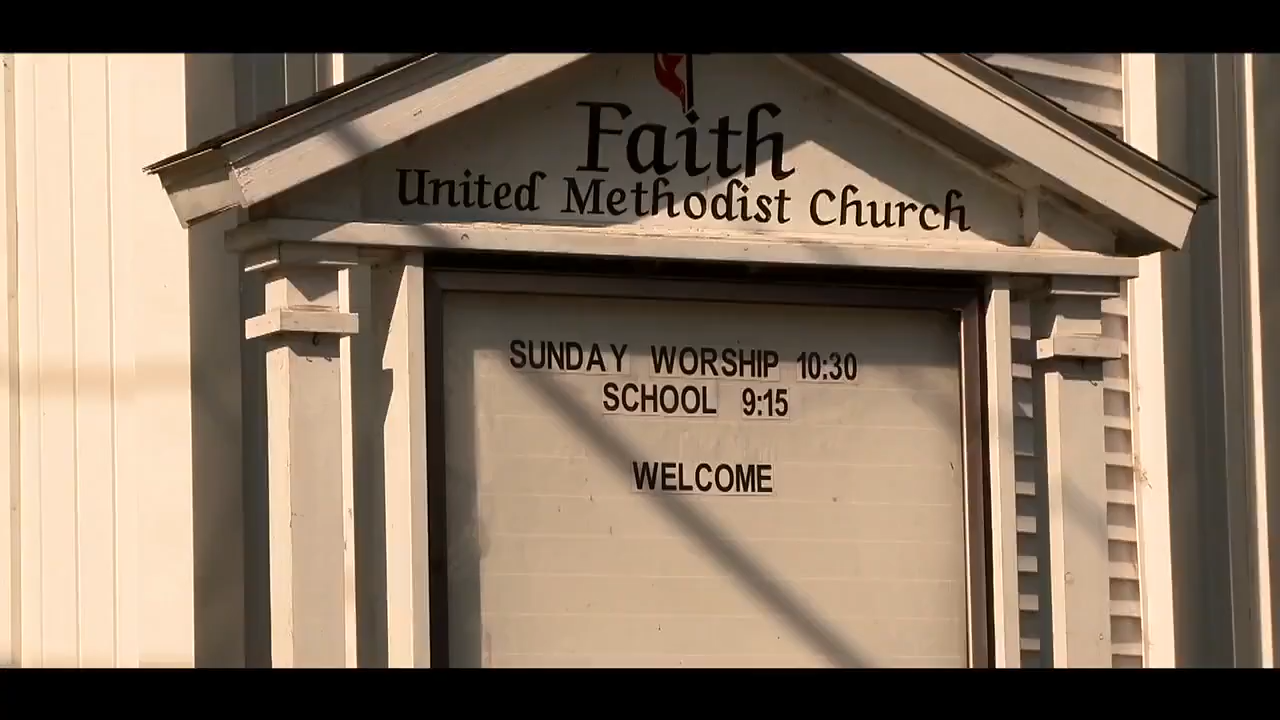 Faith
United Methodist Church
SUNDAY WORSHIP 10:30
SCHOOL 9:15
WELCOME